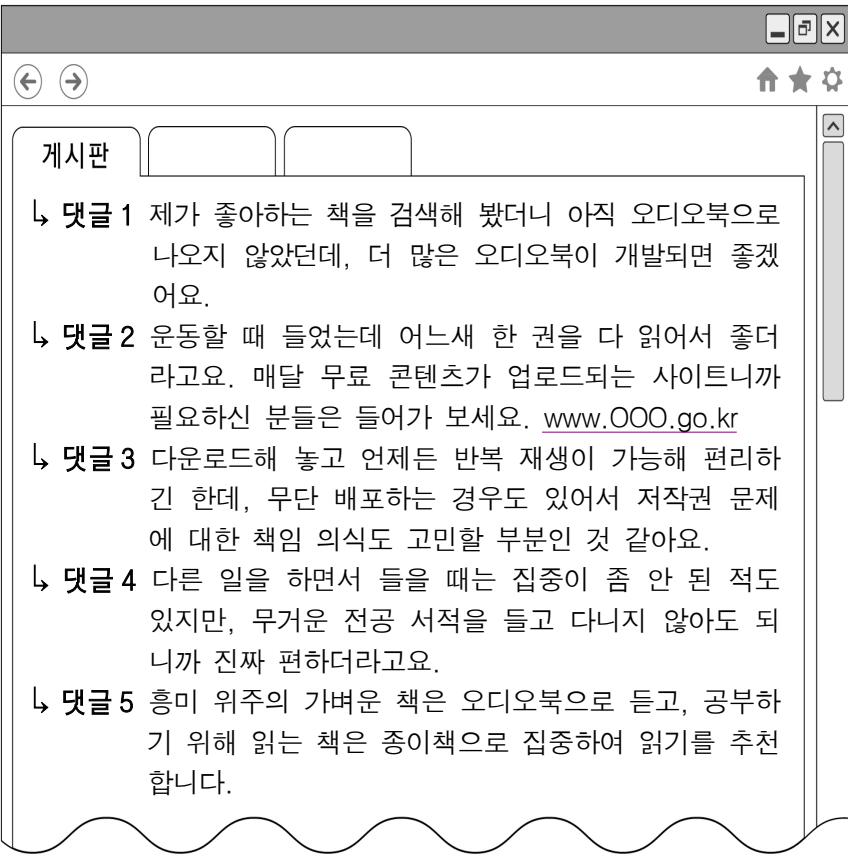 게시판
댓글 1 제가 좋아하는 책을 검색해 봤더니 아직 오디오북으로
나오지 않았던데, 더 많은 오디오북이 개발되면 좋겠
어요.
댓글 2 운동할 때 들었는데 어느새 한 권을 다 읽어서 좋더
라고요. 매달 무료 콘텐츠가 업로드되는 사이트니까
필요하신 분들은 들어가 보세요. www.OOO.go.kr
댓글 3 다운로드해 놓고 언제든 반복 재생이 가능해 편리하
긴 한데, 무단 배포하는 경우도 있어서 저작권 문제
에 대한 책임 의식도 고민할 부분인 것 같아요.
댓글 4 다른 일을 하면서 들을 때는 집중이 좀 안 된 적도
있지만, 무거운 전공 서적을 들고 다니지 않아도 되
니까 진짜 편하더라고요.
댓글 5 흥미 위주의 가벼운 책은 오디오북으로 듣고, 공부하
기 위해 읽는 책은 종이책으로 집중하여 읽기를 추천
합니다.